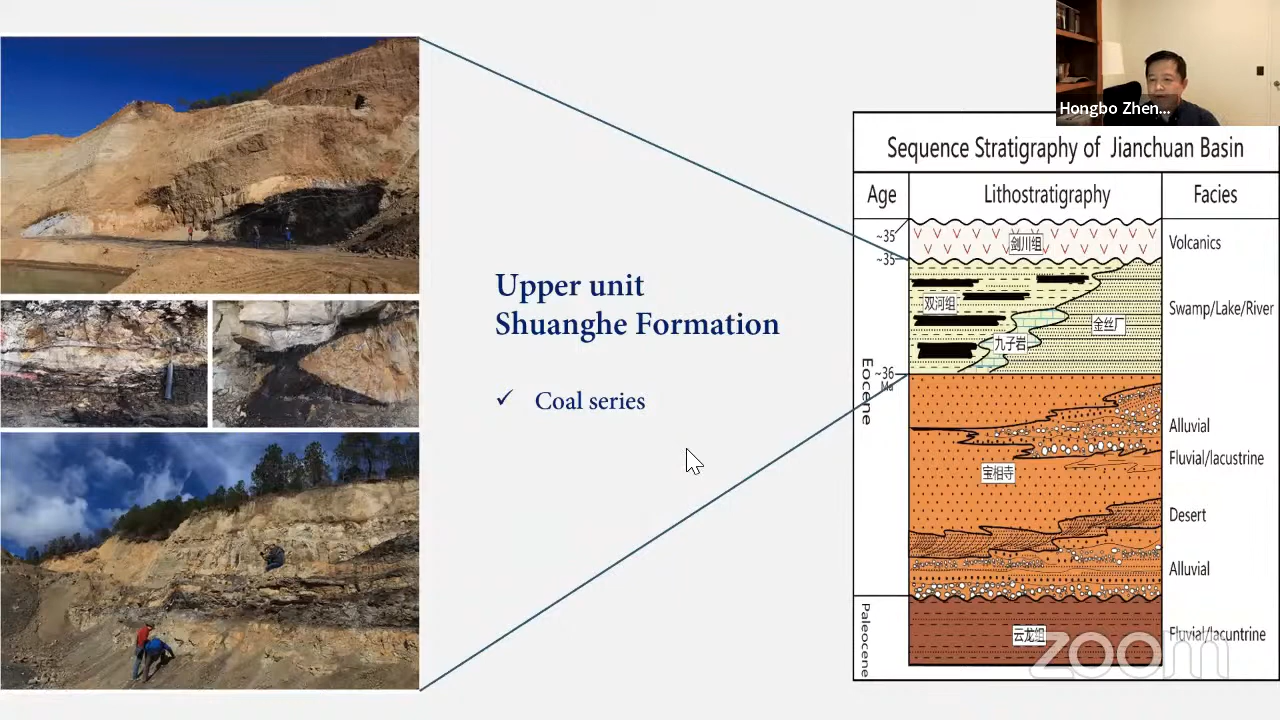 Hongbo Zhen...
Sequence Stratigraphy of Jianchuan Basin
Age
Lithostratigraphy
Facies
~35
~35
剑川组
Volcanics
双河组
金丝厂
九子岩
Swamp/Lake/River
~36
Ma
Eocene
Upper unit
Shuanghe Formation
✓ Coal series
宝相寺
Alluvial
Fluvial/lacustrine
Desert
Alluvial
Paleocene
云龙组
Fluvial/lacuntrine
zoom